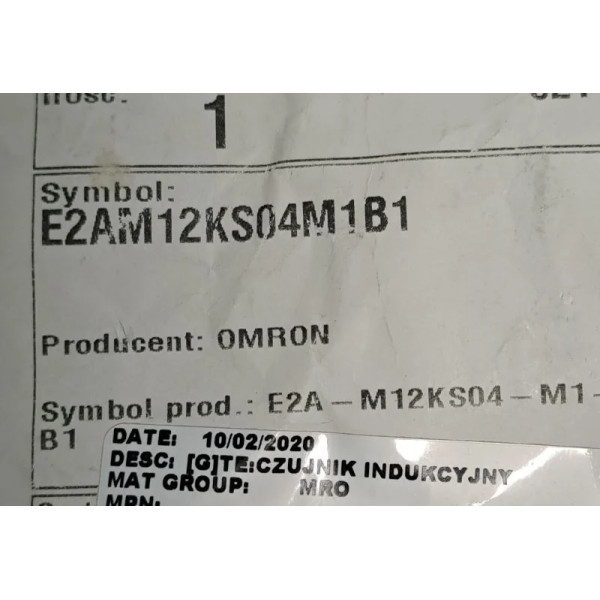 1
Symbol:
E2AM12KS04M1B1
Producent: OMRON
Symbol prod.: E2A – M12KS04 – M1 -
B1
DATE: 10/02/2020
DESC: [G]TE:CZUJNIK INDUKCYJNY
MAT GROUP: MRO
MPN: